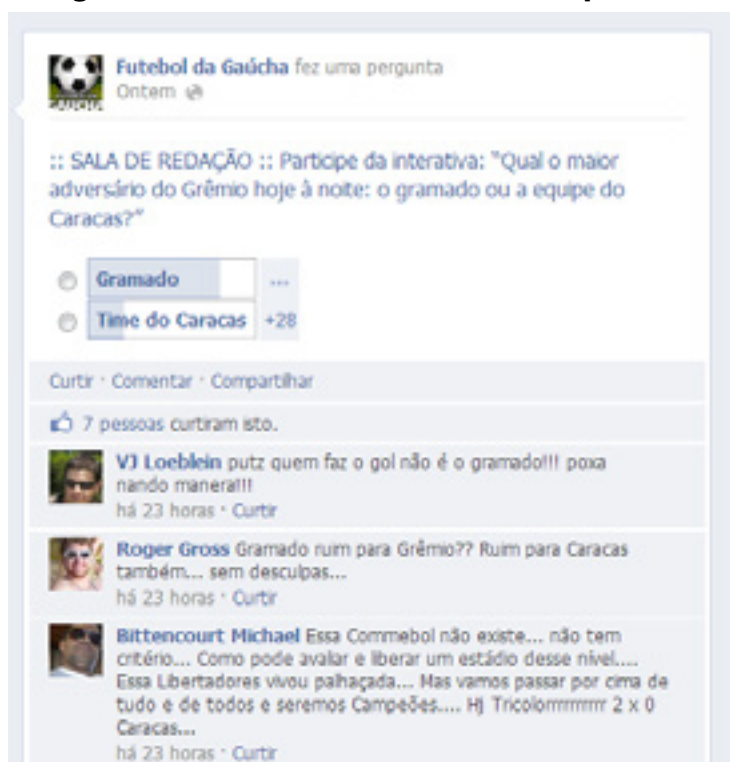 Futebol da Gaúcha fez uma pergunta
Ontem
:: SALA DE REDAÇÃO :: Participe da interativa: "Qual o maior
adversário do Grêmio hoje à noite: o gramado ou a equipe do
Caracas?"
Gramado ...
Time do Caracas +28
Curtir · Comentar · Compartilhar
7 pessoas curtiram isto.
VJ Loeblein putz quem faz o gol não é o gramado!!! poxa
nando manera!!!
há 23 horas · Curtir
Roger Gross Gramado ruim para Grêmio?? Ruim para Caracas
também... sem desculpas...
há 23 horas · Curtir
Bittencourt Michael Essa Commebol não existe... não tem
critério... Como pode avaliar e liberar um estádio desse nível....
Essa Libertadores vivou palhaçada... Mas vamos passar por cima de
tudo e de todos e seremos Campeões.... Hj Tricolorrrrrrrrr 2 x 0
Caracas...
há 23 horas · Curtir